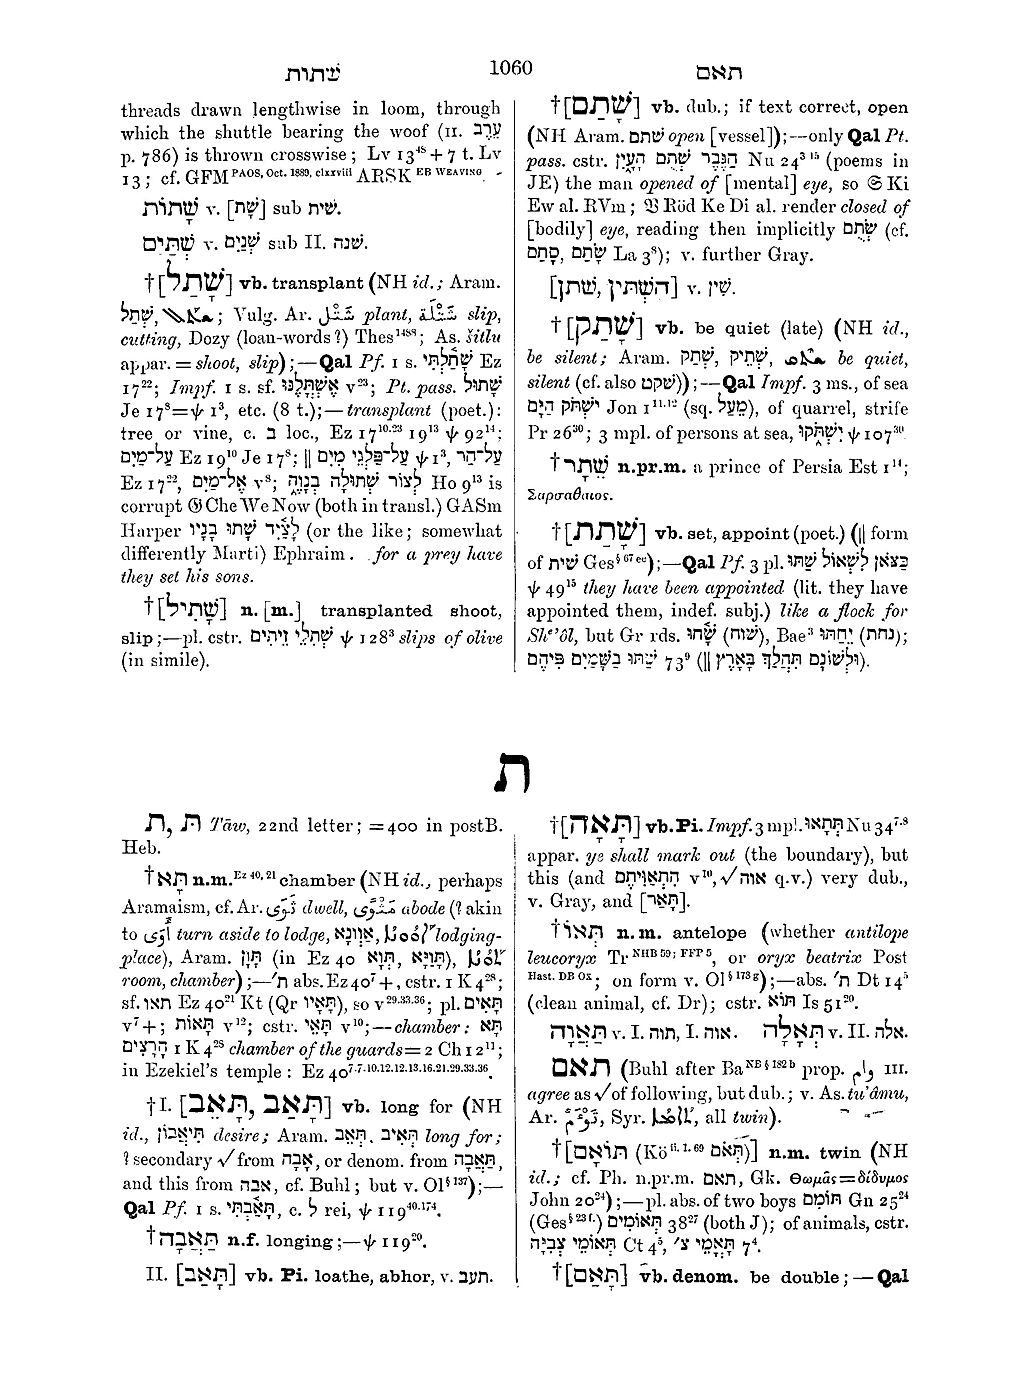 שתות
1060
תאם
threads drawn lengthwise in loom, through
which the shuttle bearing the woof (II. עֵרֶב
p. 786) is thrown crosswise; Lv 13⁴⁸ + 7 t. Lv
13; cf. GFM PAOS, Oct. 1889, clxxviii ARSK EB WEAVING.
שָׁתוֹת v. [שָׁת] sub שׁית.
שְׁתַּיִם v. שְׁנַיִם sub II. שׁנה.
†[שָׁתַל] vb. transplant (NH id.; Aram.
שְׁתַל, ; Vulg. Ar. plant, slip,
cutting, Dozy (loan-words?) Thes¹⁴⁸⁸; As. šitlu
appar. = shoot, slip);—Qal Pf. 1 s. שָׁתַלְתִּי Ez
17²²; Impf. 1 s. sf. אֶשְׁתֳּלֶנּוּ v²³; Pt. pass. שָׁתוּל
Je 17⁸=ψ 1³, etc. (8 t.);—transplant (poet.):
tree or vine, c. ב loc., Ez 17¹⁰·²³ 19¹³ ψ 92¹⁴;
עַל־מַיִם Ez 19¹⁰ Je 17⁸; ‖ עַל־פַּלְגֵי מָיִם ψ 1³, עַל־הַר
Ez 17²², אֶל־מַיִם v⁸; לְצוֹר שְׁתוּלָה בְנָוֶה Ho 9¹³ is
corrupt 𝔊 Che We Now (both in transl.) GASm
Harper לָצַיִד שָׁתוּ בָנָיו (or the like; somewhat
differently Marti) Ephraim . . for a prey have
they set his sons.
†[שָׁתִיל] n.[m.] transplanted shoot,
slip;—pl. cstr. שְׁתִלֵי זֵיתִים ψ 128³ slips of olive
(in simile).
†[שָׁתַם] vb. dub.; if text correct, open
(NH Aram. שתם open [vessel]);—only Qal Pt.
pass. cstr. הַגֶּבֶר שְׁתֻם הָעָיִן Nu 24³·¹⁵ (poems in
JE) the man opened of [mental] eye, so 𝔖 Ki
Ew al. RVm; 𝔙 Röd Ke Di al. render closed of
[bodily] eye, reading then implicitly שְׂתֻם (cf.
סָתַם, שָׂתַם La 3⁸); v. further Gray.
[הִשְׁתִּין, שׁתן] v. שִׁין.
†[שָׁתַק] vb. be quiet (late) (NH id.,
be silent; Aram. שְׁתֵיק, שְׁתַק, be quiet,
silent (cf. also שׁקט));—Qal Impf. 3 ms., of sea
יִשְׁתֹּק הַיָּם Jon 1¹¹·¹² (sq. מֵעַל), of quarrel, strife
Pr 26²⁰; 3 mpl. of persons at sea, יִשְׁתֹּקוּ ψ 107³⁰.
†שֵׁתָר n.pr.m. a prince of Persia Est 1¹⁴;
Σαρσαθαιος.
†[שָׁתַת] vb. set, appoint (poet.) (‖ form
of שׁית Ges§ 67 ee);—Qal Pf. 3 pl. כַּצֹּאן לִשְׁאוֹל שַׁתּוּ
ψ 49¹⁵ they have been appointed (lit. they have
appointed them, indef. subj.) like a flock for
Shᵉ’ôl, but Gr rds. שָׁחוּ (שׁוח), Bae³ יֵחַתּוּ (נחת);
שַׁתּוּ בַשָּׁמַיִם פִּיהֶם 73⁹ (‖ וּלְשׁוֹנָם תִּהֲלַךְ בָּאָרֶץ).
ת
ת, תּ Tāw, 22nd letter; =400 in postB.
Heb.
†תָּא n.m. Ez 40, 21 chamber (NH id., perhaps
Aramaism, cf. Ar. dwell, abode (? akin
to turn aside to lodge, אַוְּוָנָא, lodging-
place), Aram. תָּוָן (in Ez 40 תַּוָּא, תָּוַיָּא),
room, chamber);—ת׳ abs. Ez 40⁷ +, cstr. 1 K 14²⁸;
sf. תאו Ez 40²¹ Kt (Qr תָּאָיו), so v²⁹·³³·³⁶; pl. תָּאִים
v⁷ +; תָּאוֹת v¹²; cstr. תָּאֵי v¹⁰;—chamber: תָּא
הָרָצִים 1 K 14²⁸ chamber of the guards = 2 Ch 12¹¹;
in Ezekiel's temple: Ez 40⁷·⁷·¹⁰·¹²·¹²·¹³·¹⁶·²¹·²⁹·³³·³⁶.
†I. [תָּאַב, תָּאֵב] vb. long for (NH
id., תֵּיאָבוֹן desire; Aram. תְּאֵיב, תְּאֵב long for;
? secondary √ from אָבָה, or denom. from תַּאֲבָה,
and this from אבה, cf. Buhl; but v. Ol§ 137);—
Qal Pf. 1 s. תָּאַבְתִּי, c. ל rei, ψ 119⁴⁰·¹⁷⁴.
†תַּאֲבָה n.f. longing;—ψ 119²⁰.
II. [תָּאַב] vb. Pi. loathe, abhor, v. תעב.
†[תָּאָה] vb. Pi. Impf. 3 mpl. תְּתָאוּ Nu 34⁷·⁸
appar. ye shall mark out (the boundary), but
this (and הִתְאַוִּיתֶם v¹⁰, √אוה q.v.) very dub.,
v. Gray, and [תָּאַר].
†תְּאוֹ n.m. antelope (whether antilope
leucoryx Tr NHB 59; FFP 5, or oryx beatrix Post
Hast. DB Ox; on form v. Ol§ 173 g);—abs. ת׳ Dt 14⁵
(clean animal, cf. Dr); cstr. תּוֹא Is 51²⁰.
תַּאֲוָה v. I. תוה, I. אוה. תַּאֲלָה v. II. אלה.
תאם (Buhl after Ba NB § 182 b prop. III.
agree as √ of following, but dub.; v. As. tu’âmu,
Ar. , Syr. , all twin).
†[תּוֹאָם (Kö ii. 1. 69 תְּאֹם)] n.m. twin (NH
id.; cf. Ph. n.pr.m. תאם, Gk. Θωμᾶς=δίδυμος
John 20²⁴);—pl. abs. of two boys תּוֹמִם Gn 25²⁴
(Ges§ 23 f.) תְּאוֹמִים 38²⁷ (both J); of animals, cstr.
תְּאוֹמֵי צְבִיָּה Ct 4⁵, תָּאֳמֵי צ׳ 7⁴.
†[תָּאַם] vb. denom. be double;—Qal